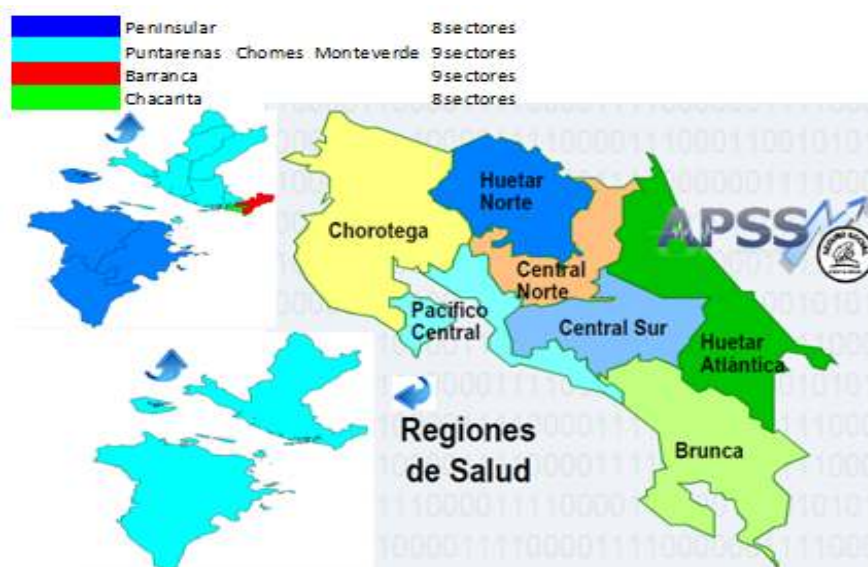 Peninsular 8 sectores
Puntarenas Chomes Monteverde 9 sectores
Barranca 9 sectores
Chacarita 8 sectores
Huetar
Norte
Chorotega
APSS
Central
Norte
Pacífico
Central
Central Sur
Huetar
Atlántica
Regiones
de Salud
Brunca